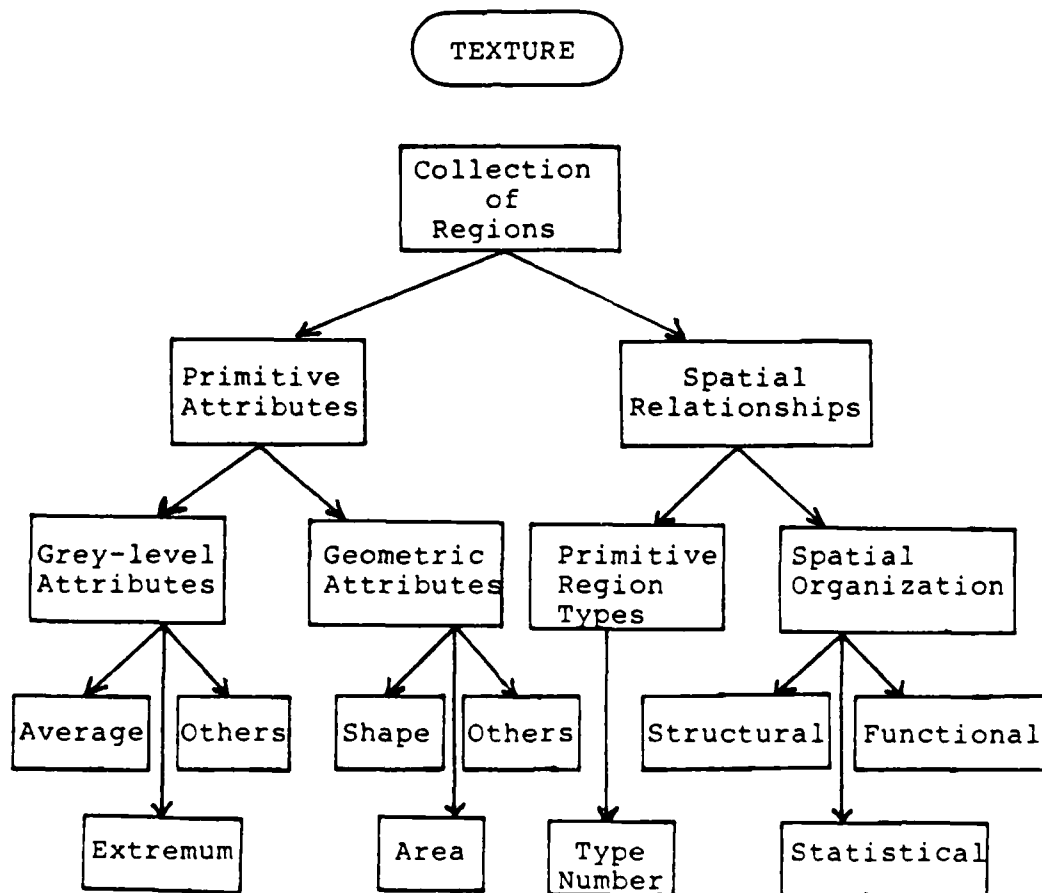 TEXTURE
Collection
of
Regions
Primitive
Attributes
Spatial
Relationships
Grey-level
Attributes
Geometric
Attributes
Primitive
Region
Types
Spatial
Organization
Average
Others
Shape
Others
Structural
Functional
Extremum
Area
Type
Number
Statistical